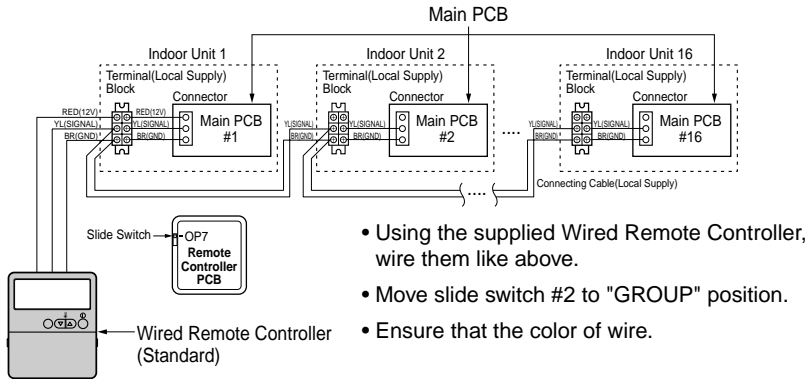 Main PCB
Indoor Unit 1
Indoor Unit 2
Indoor Unit 16
Terminal(Local Supply)
Block
Connector
Terminal(Local Supply)
Block
Connector
Terminal(Local Supply)
Block
Connector
RED(12V)
YL(SIGNAL)
BR(GND)
RED(12V)
YL(SIGNAL)
BR(GND)
Main PCB
#1
YL(SIGNAL)
BR(GND)
YL(SIGNAL)
BR(GND)
Main PCB
#2
....
YL(SIGNAL)
BR(GND)
YL(SIGNAL)
BR(GND)
Main PCB
#16
....
Connecting Cable(Local Supply)
Slide Switch
OP7
Remote
Controller
PCB
Wired Remote Controller
(Standard)
• Using the supplied Wired Remote Controller,
wire them like above.
• Move slide switch #2 to "GROUP" position.
• Ensure that the color of wire.